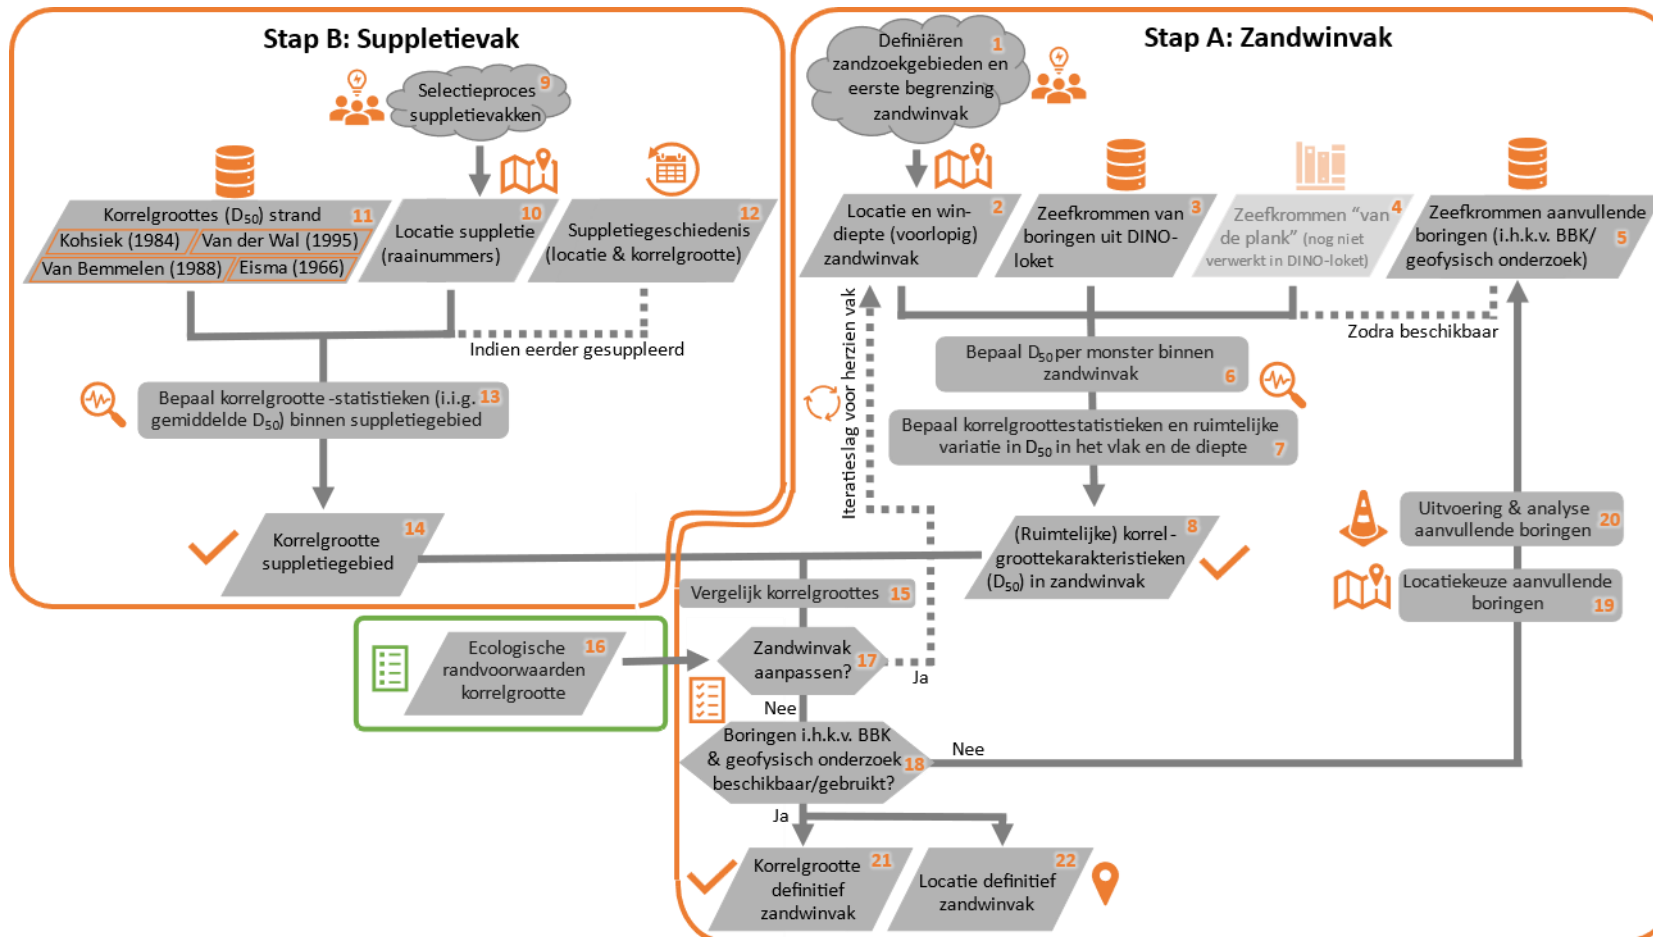 Stap B: Suppletievak
9
Selectieproces
suppletievakken
Korrelgroottes (D50) strand 11
Kohsiek (1984) Van der Wal (1995)
Van Bemmelen (1988) Eisma (1966)
10
Locatie suppletie
(raainummers)
12
Suppletiegeschiedenis
(locatie & korrelgrootte)
Indien eerder gesuppleerd
Bepaal korrelgrootte -statistieken (i.i.g. 13
gemiddelde D50) binnen suppletiegebied
14
Korrelgrootte
suppletiegebied
Stap A: Zandwinvak
Definiëren 1
zandzoekgebieden en
eerste begrenzing
zandwinvak
Locatie en win- 2
diepte (voorlopig)
zandwinvak
Zeefkrommen van 3
boringen uit DINO-
loket
Zeefkrommen “van 4
de plank” (nog niet
verwerkt in DINO-loket)
Zeefkrommen aanvullende
boringen (i.h.k.v. BBK/ 5
geofysisch onderzoek)
Zodra beschikbaar
Iteratieslag voor herzien vak
Bepaal D50 per monster binnen
zandwinvak 6
Bepaal korrelgroottestatistieken en ruimtelijke
variatie in D50 in het vlak en de diepte 7
(Ruimtelijke) korrel- 8
groottekarakteristieken
(D50) in zandwinvak
Uitvoering & analyse
aanvullende boringen 20
Locatiekeuze aanvullende
boringen 19
Vergelijk korrelgroottes 15
Ecologische 16
randvoorwaarden
korrelgrootte
Zandwinvak
aanpassen? 17
Ja
Nee
Boringen i.h.k.v. BBK
& geofysisch onderzoek 18
beschikbaar/gebruikt?
Nee
Ja
Korrelgrootte 21
definitief
zandwinvak
22
Locatie definitief
zandwinvak